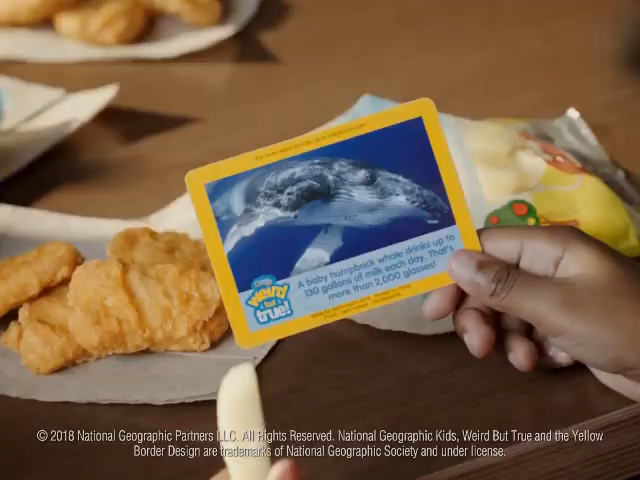 A baby humpback whale drinks up to
130 gallons of milk each day. That's
more than 2,000 glasses!
weird
but
true!
© 2018 National Geographic Partners LLC. All Rights Reserved. National Geographic Kids, Weird But True and the Yellow
Border Design are trademarks of National Geographic Society and under license.